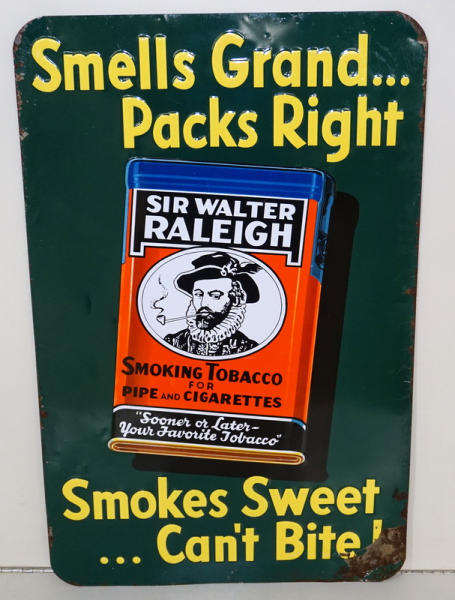 Smells Grand...
Packs Right
SIR WALTER
RALEIGH
SMOKING TOBACCO
FOR
PIPE AND CIGARETTES
"Sooner or Later-
Your Favorite Tobacco"
Smokes Sweet
... Can't Bite!